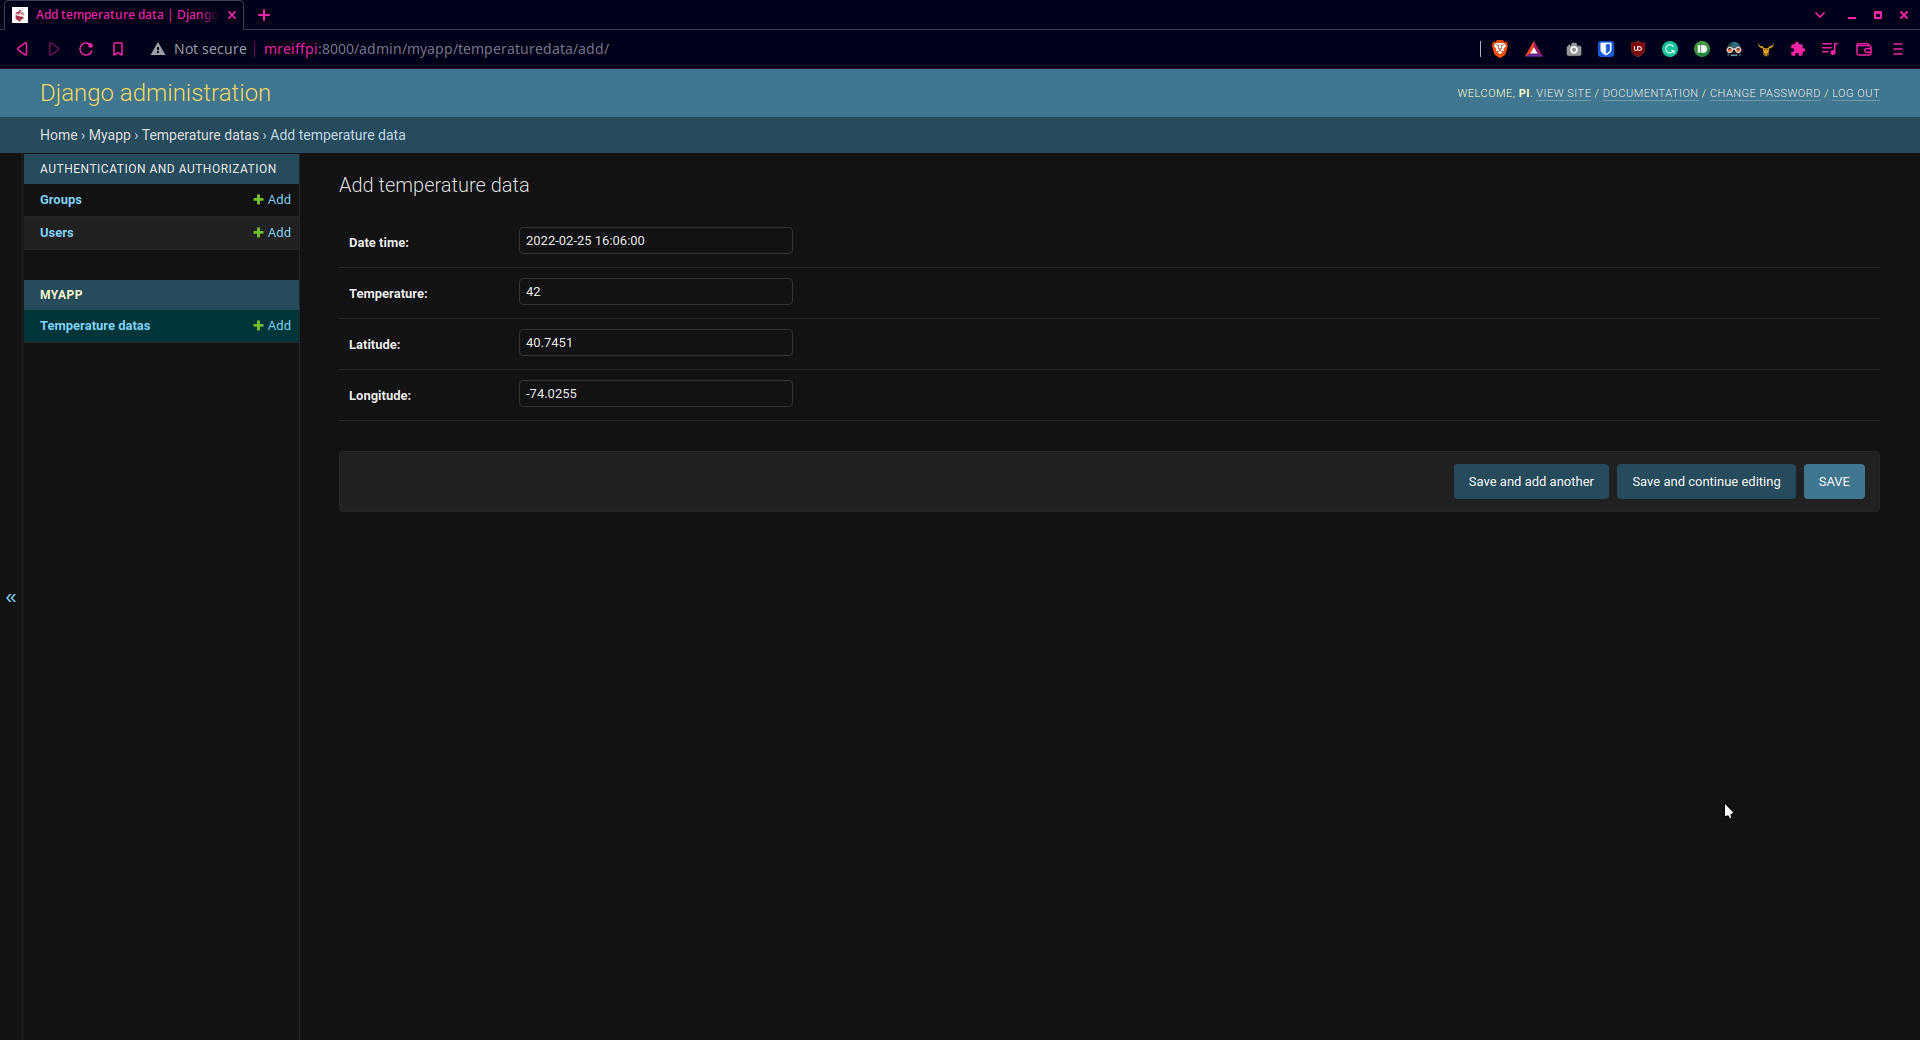 Add temperature data | Django
Not secure mreiffpi:8000/admin/myapp/temperaturedata/add/
Django administration
WELCOME, PI. VIEW SITE / DOCUMENTATION / CHANGE PASSWORD / LOG OUT
Home › Myapp › Temperature datas › Add temperature data
AUTHENTICATION AND AUTHORIZATION
Groups + Add
Users + Add
MYAPP
Temperature datas + Add
«
Add temperature data
Date time: 2022-02-25 16:06:00
Temperature: 42
Latitude: 40.7451
Longitude: -74.0255
Save and add another Save and continue editing SAVE